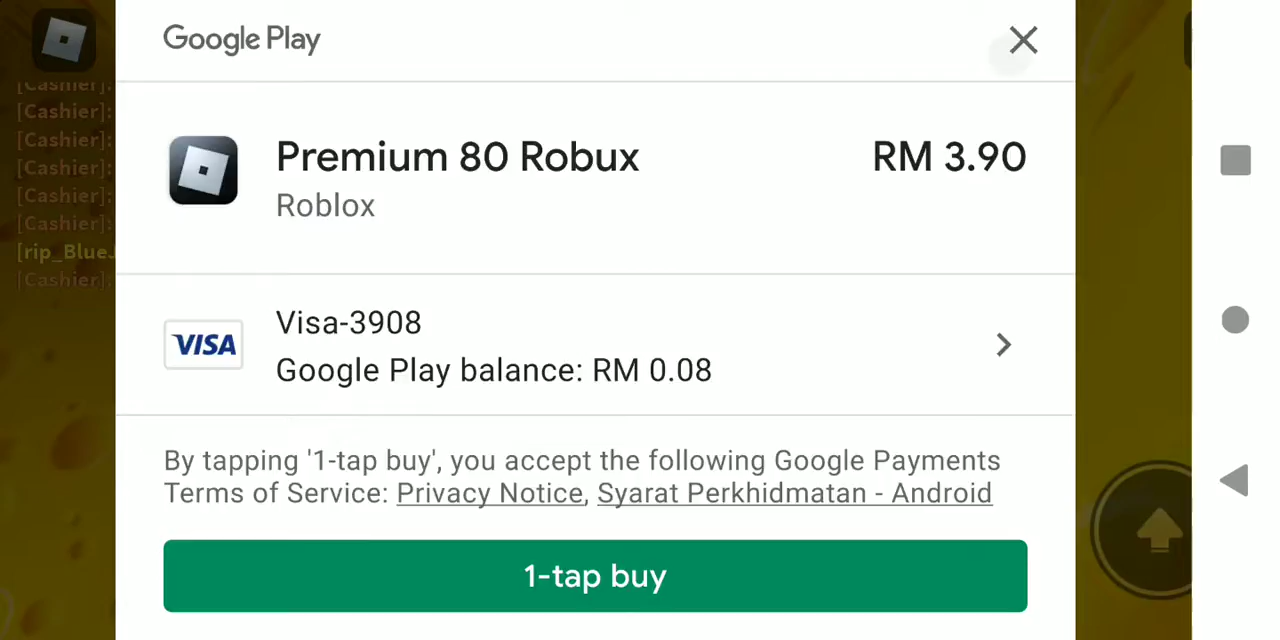 Google Play
Premium 80 Robux
RM 3.90
Roblox
VISA
Visa-3908
Google Play balance: RM 0.08
By tapping '1-tap buy', you accept the following Google Payments
Terms of Service: Privacy Notice, Syarat Perkhidmatan - Android
1-tap buy
[Cashier]:
[Cashier]:
[Cashier]:
[Cashier]:
[Cashier]:
[Cashier]:
[rip_BlueJ
[Cashier]: